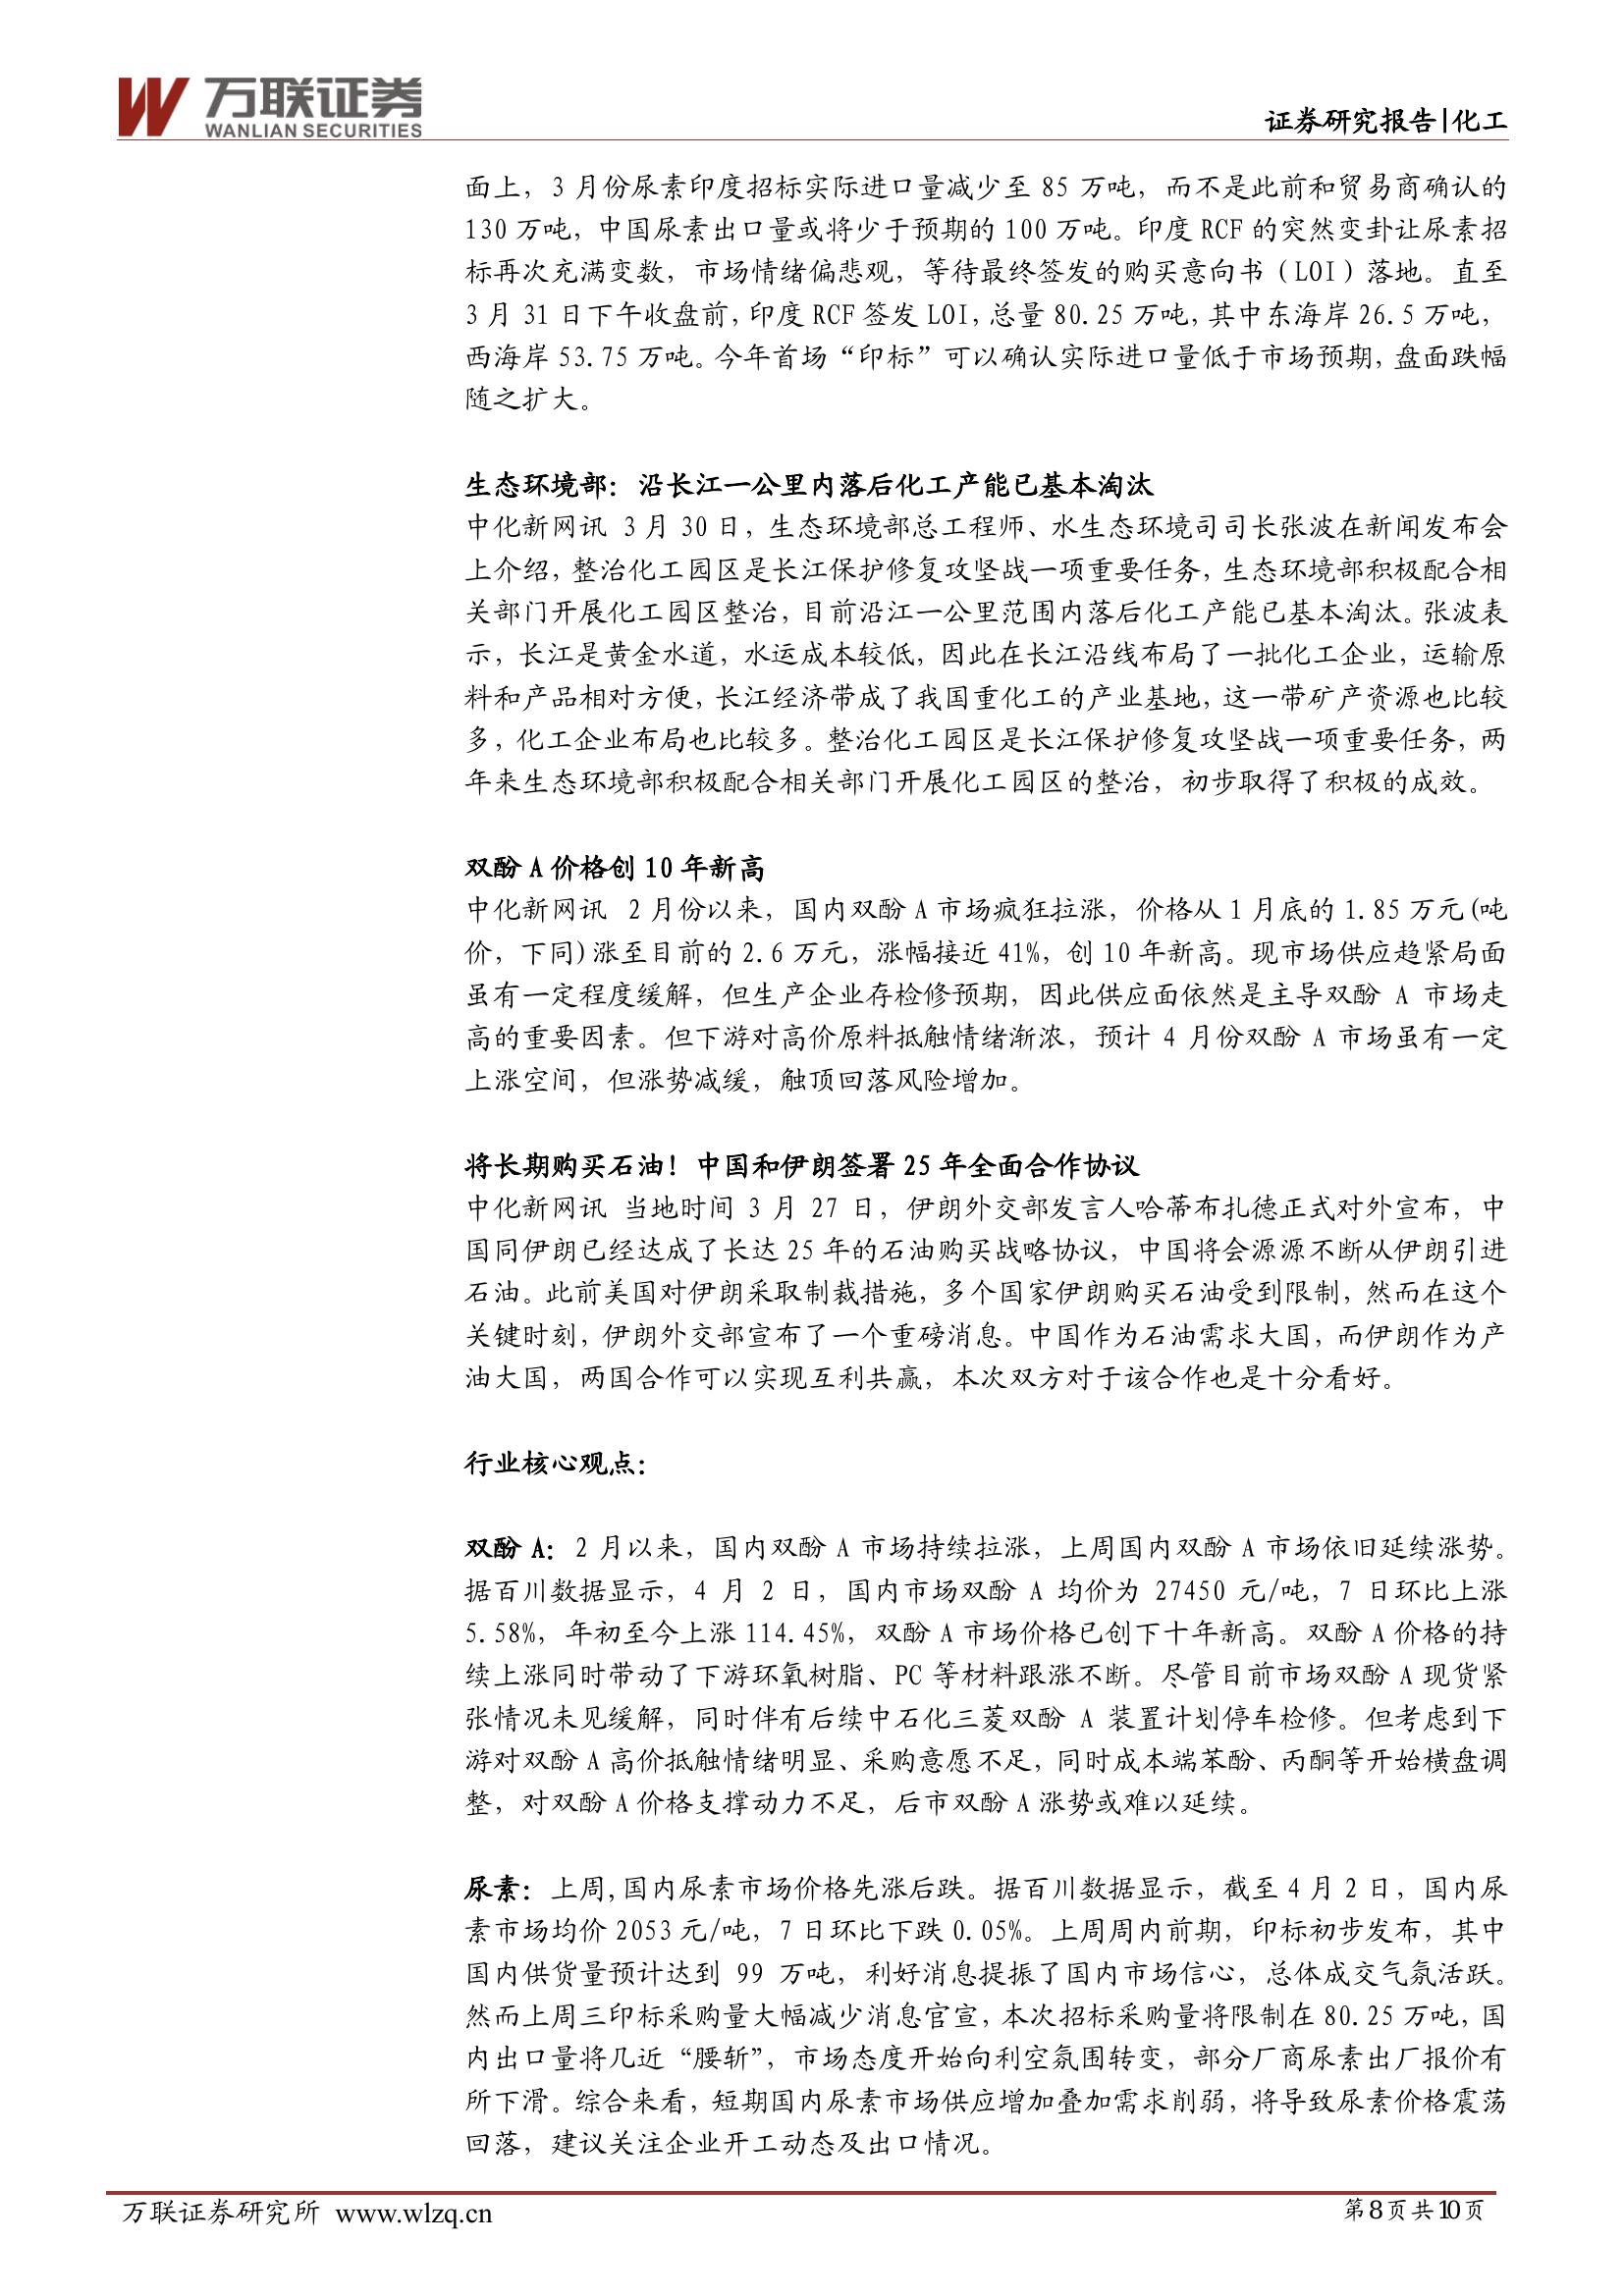 万联证券
WANLIAN SECURITIES
证券研究报告|化工
面上，3 月份尿素印度招标实际进口量减少至 85 万吨，而不是此前和贸易商确认的
130 万吨，中国尿素出口量或将少于预期的 100 万吨。印度 RCF 的突然变卦让尿素招
标再次充满变数，市场情绪偏悲观，等待最终签发的购买意向书（LOI）落地。直至
3 月 31 日下午收盘前，印度 RCF 签发 LOI，总量 80.25 万吨，其中东海岸 26.5 万吨，
西海岸 53.75 万吨。今年首场“印标”可以确认实际进口量低于市场预期，盘面跌幅
随之扩大。
生态环境部：沿长江一公里内落后化工产能已基本淘汰
中化新网讯 3 月 30 日，生态环境部总工程师、水生态环境司司长张波在新闻发布会
上介绍，整治化工园区是长江保护修复攻坚战一项重要任务，生态环境部积极配合相
关部门开展化工园区整治，目前沿江一公里范围内落后化工产能已基本淘汰。张波表
示，长江是黄金水道，水运成本较低，因此在长江沿线布局了一批化工企业，运输原
料和产品相对方便，长江经济带成了我国重化工的产业基地，这一带矿产资源也比较
多，化工企业布局也比较多。整治化工园区是长江保护修复攻坚战一项重要任务，两
年来生态环境部积极配合相关部门开展化工园区的整治，初步取得了积极的成效。
双酚 A 价格创 10 年新高
中化新网讯 2 月份以来，国内双酚 A 市场疯狂拉涨，价格从 1 月底的 1.85 万元(吨
价，下同)涨至目前的 2.6 万元，涨幅接近 41%，创 10 年新高。现市场供应趋紧局面
虽有一定程度缓解，但生产企业存检修预期，因此供应面依然是主导双酚 A 市场走
高的重要因素。但下游对高价原料抵触情绪渐浓，预计 4 月份双酚 A 市场虽有一定
上涨空间，但涨势减缓，触顶回落风险增加。
将长期购买石油！中国和伊朗签署 25 年全面合作协议
中化新网讯 当地时间 3 月 27 日，伊朗外交部发言人哈蒂布扎德正式对外宣布，中
国同伊朗已经达成了长达 25 年的石油购买战略协议，中国将会源源不断从伊朗引进
石油。此前美国对伊朗采取制裁措施，多个国家伊朗购买石油受到限制，然而在这个
关键时刻，伊朗外交部宣布了一个重磅消息。中国作为石油需求大国，而伊朗作为产
油大国，两国合作可以实现互利共赢，本次双方对于该合作也是十分看好。
行业核心观点：
双酚 A：2 月以来，国内双酚 A 市场持续拉涨，上周国内双酚 A 市场依旧延续涨势。
据百川数据显示，4 月 2 日，国内市场双酚 A 均价为 27450 元/吨，7 日环比上涨
5.58%，年初至今上涨 114.45%，双酚 A 市场价格已创下十年新高。双酚 A 价格的持
续上涨同时带动了下游环氧树脂、PC 等材料跟涨不断。尽管目前市场双酚 A 现货紧
张情况未见缓解，同时伴有后续中石化三菱双酚 A 装置计划停车检修。但考虑到下
游对双酚 A 高价抵触情绪明显、采购意愿不足，同时成本端苯酚、丙酮等开始横盘调
整，对双酚 A 价格支撑动力不足，后市双酚 A 涨势或难以延续。
尿素：上周,国内尿素市场价格先涨后跌。据百川数据显示，截至 4 月 2 日，国内尿
素市场均价 2053 元/吨，7 日环比下跌 0.05%。上周周内前期，印标初步发布，其中
国内供货量预计达到 99 万吨，利好消息提振了国内市场信心，总体成交气氛活跃。
然而上周三印标采购量大幅减少消息官宣，本次招标采购量将限制在 80.25 万吨，国
内出口量将几近“腰斩”，市场态度开始向利空氛围转变，部分厂商尿素出厂报价有
所下滑。综合来看，短期国内尿素市场供应增加叠加需求削弱，将导致尿素价格震荡
回落，建议关注企业开工动态及出口情况。
万联证券研究所 www.wlzq.cn
第 8 页 共 10 页